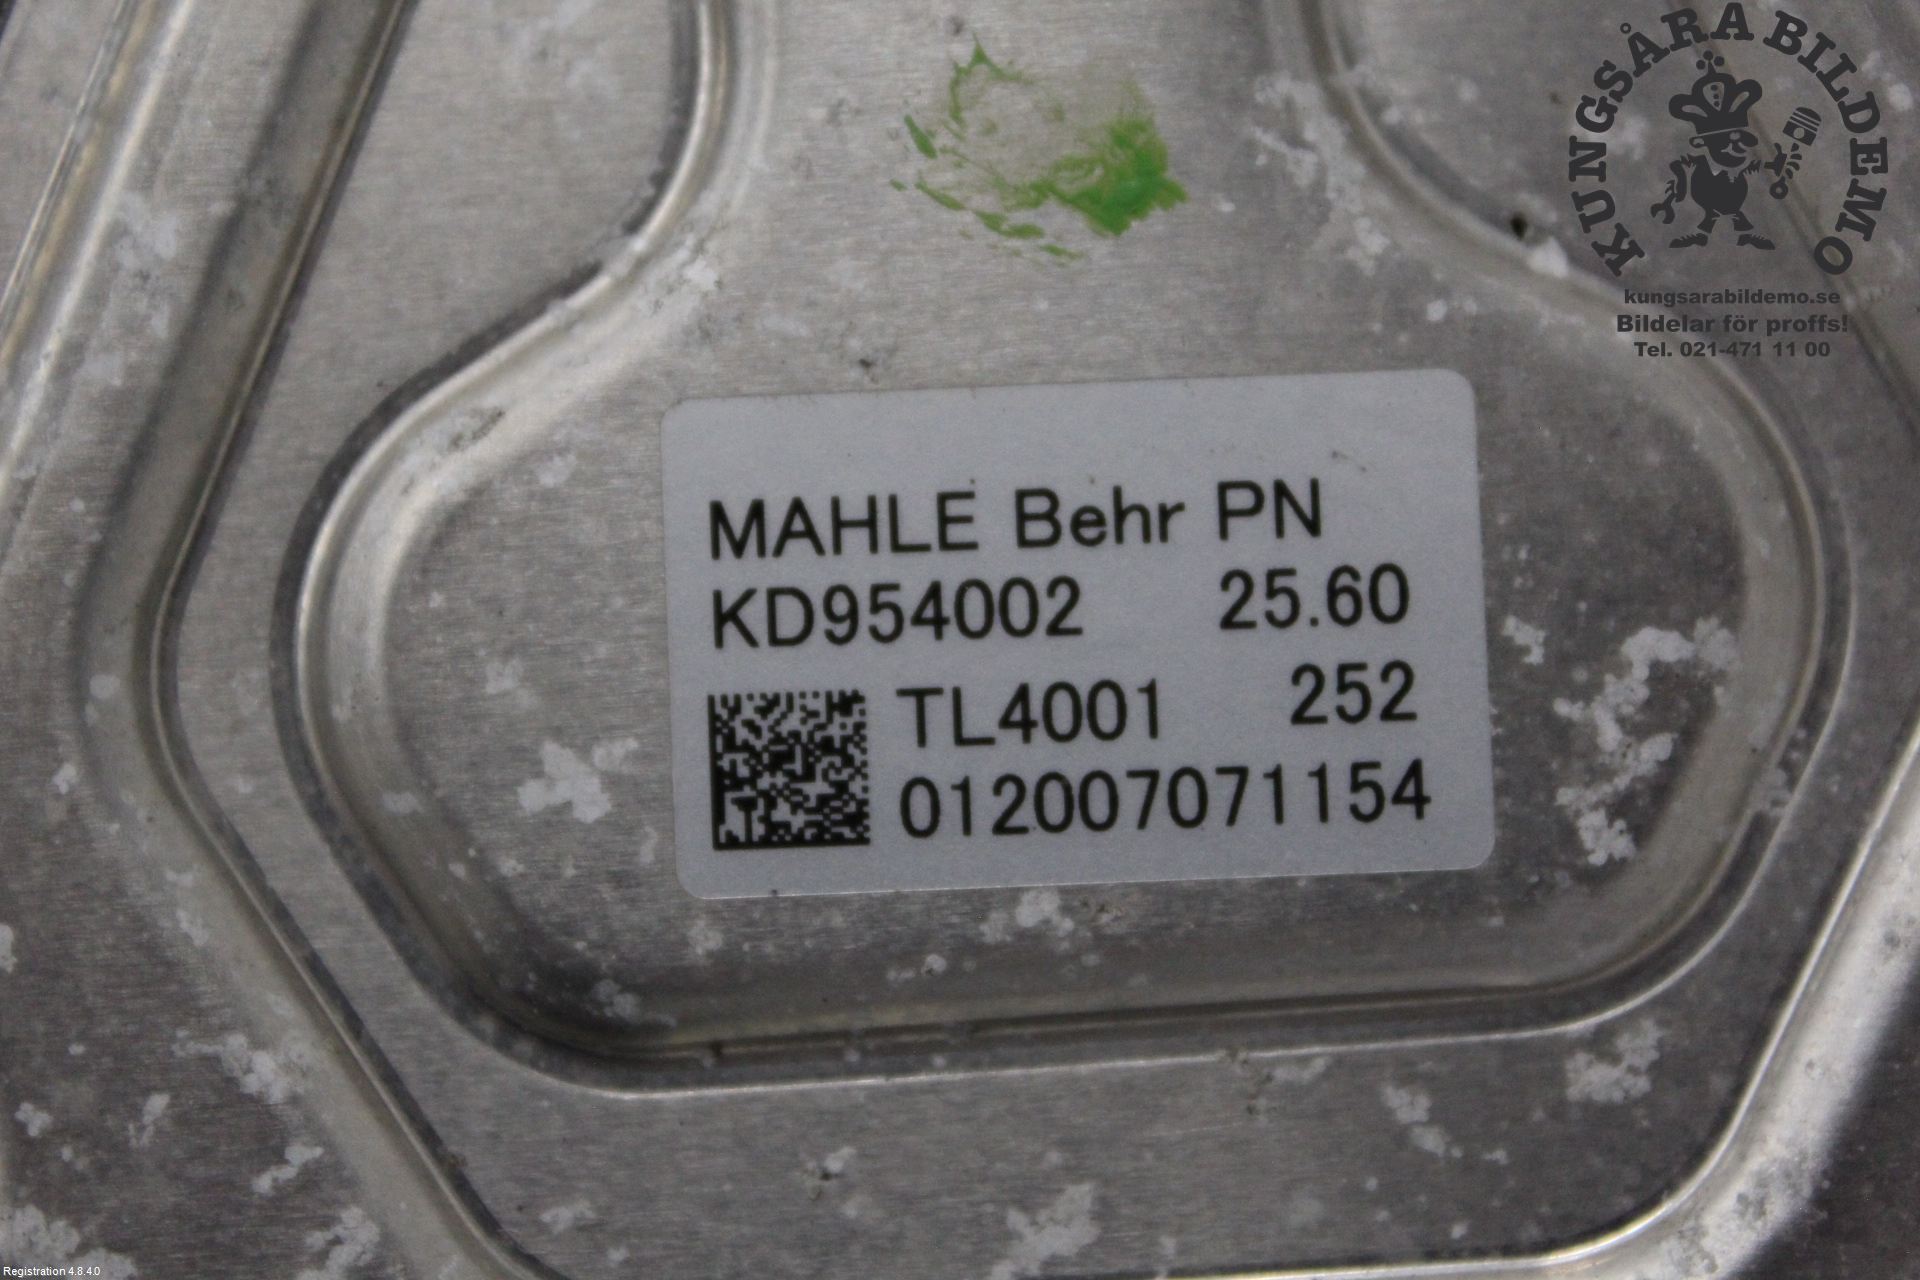 KUNGSÅRA BILDEMO
kungsarabildemo.se
Bildelar för proffs!
Tel. 021-471 11 00
MAHLE Behr PN
KD954002 25.60
TL4001 252
012007071154
Registration 4.8.4.0